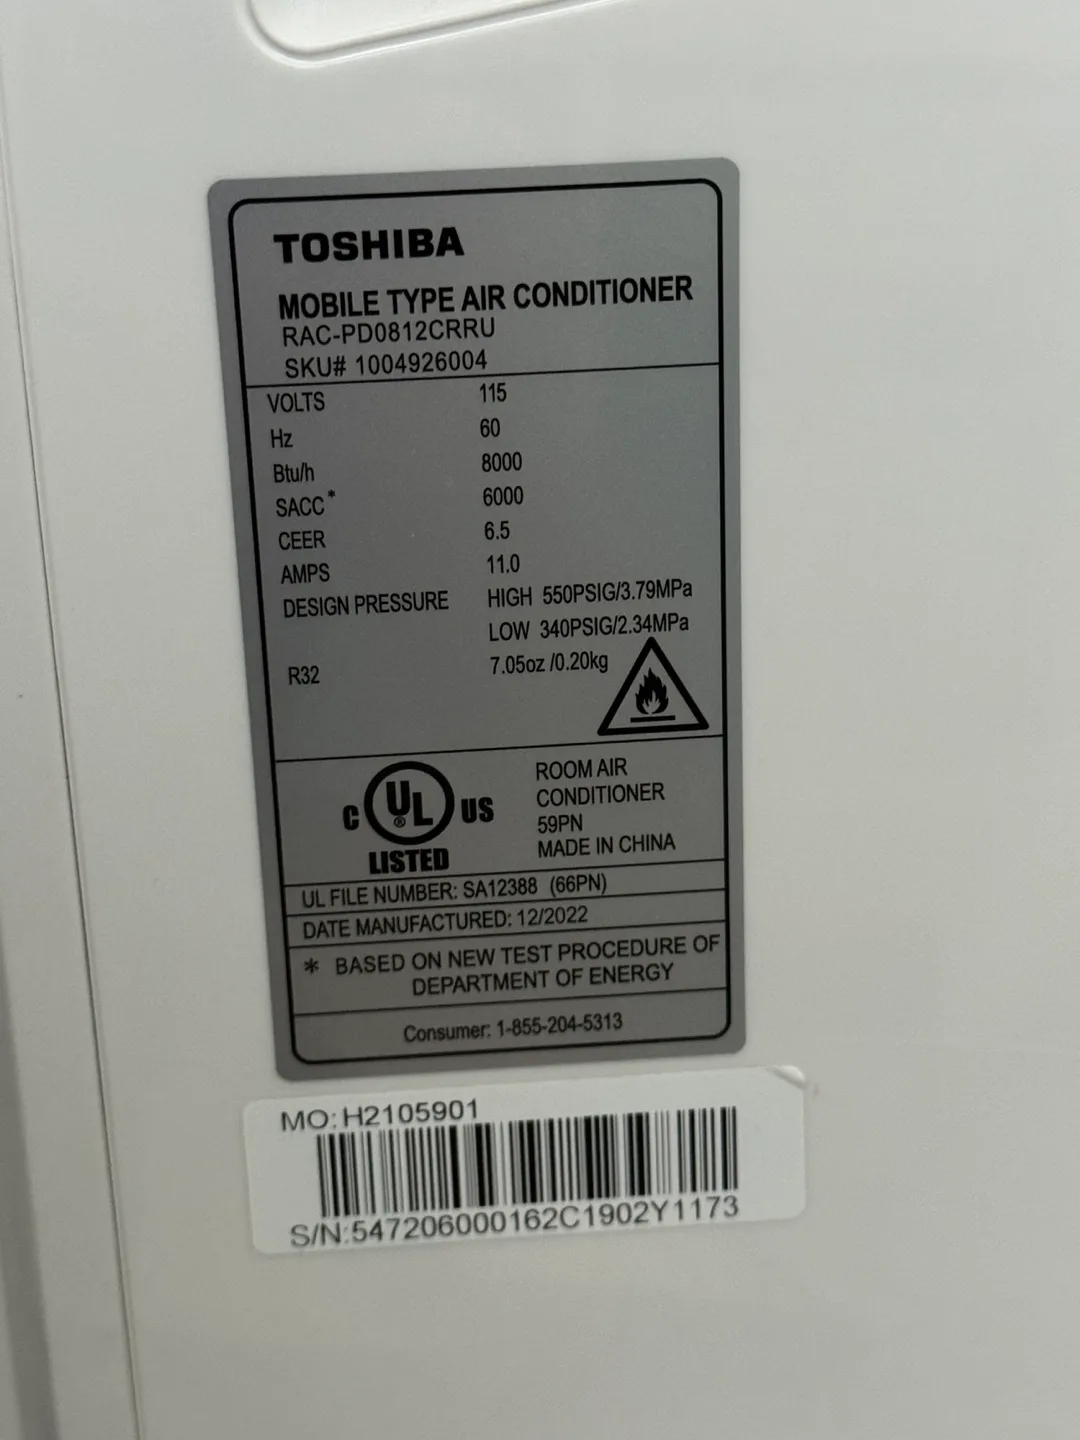 TOSHIBA
MOBILE TYPE AIR CONDITIONER
RAC-PD0812CRRU
SKU# 1004926004
VOLTS 115
Hz 60
Btu/h 8000
SACC* 6000
CEER 6.5
AMPS 11.0
DESIGN PRESSURE HIGH 550PSIG/3.79MPa
LOW 340PSIG/2.34MPa
R32 7.05oz /0.20kg
C UL® US
LISTED
ROOM AIR
CONDITIONER
59PN
MADE IN CHINA
UL FILE NUMBER: SA12388 (66PN)
DATE MANUFACTURED: 12/2022
* BASED ON NEW TEST PROCEDURE OF
DEPARTMENT OF ENERGY
Consumer: 1-855-204-5313
MO:H2105901
S/N:547206000162C1902Y1173